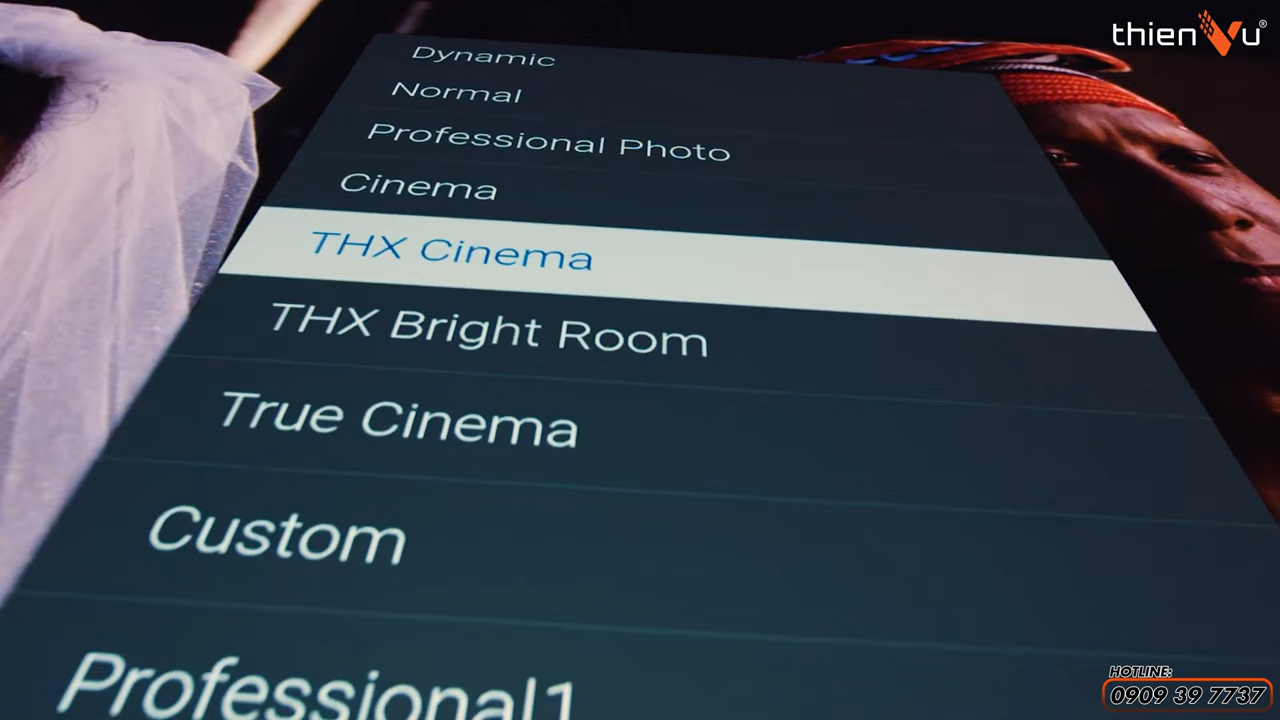 thienVu®
Dynamic
Normal
Professional Photo
Cinema
THX Cinema
THX Bright Room
True Cinema
Custom
Professional1
HOTLINE:
0909 39 7737